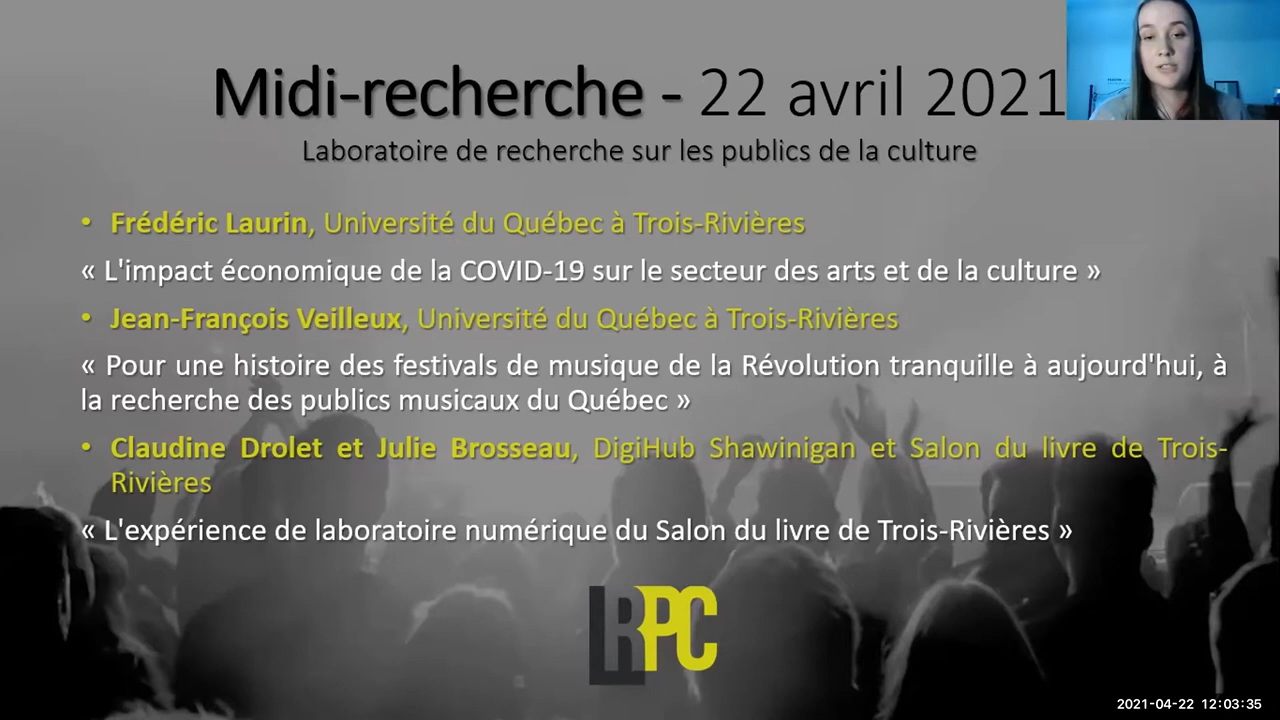 Midi-recherche - 22 avril 2021
Laboratoire de recherche sur les publics de la culture
• Frédéric Laurin, Université du Québec à Trois-Rivières
« L'impact économique de la COVID-19 sur le secteur des arts et de la culture »
• Jean-François Veilleux, Université du Québec à Trois-Rivières
« Pour une histoire des festivals de musique de la Révolution tranquille à aujourd'hui, à
la recherche des publics musicaux du Québec »
• Claudine Drolet et Julie Brosseau, DigiHub Shawinigan et Salon du livre de Trois-
Rivières
« L'expérience de laboratoire numérique du Salon du livre de Trois-Rivières »
LRPC
2021-04-22 12:03:35